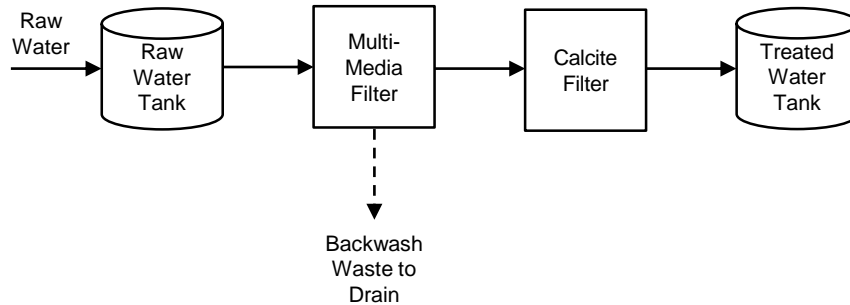 Raw
Water
Raw
Water
Tank
Multi-
Media
Filter
Calcite
Filter
Treated
Water
Tank
Backwash
Waste to
Drain